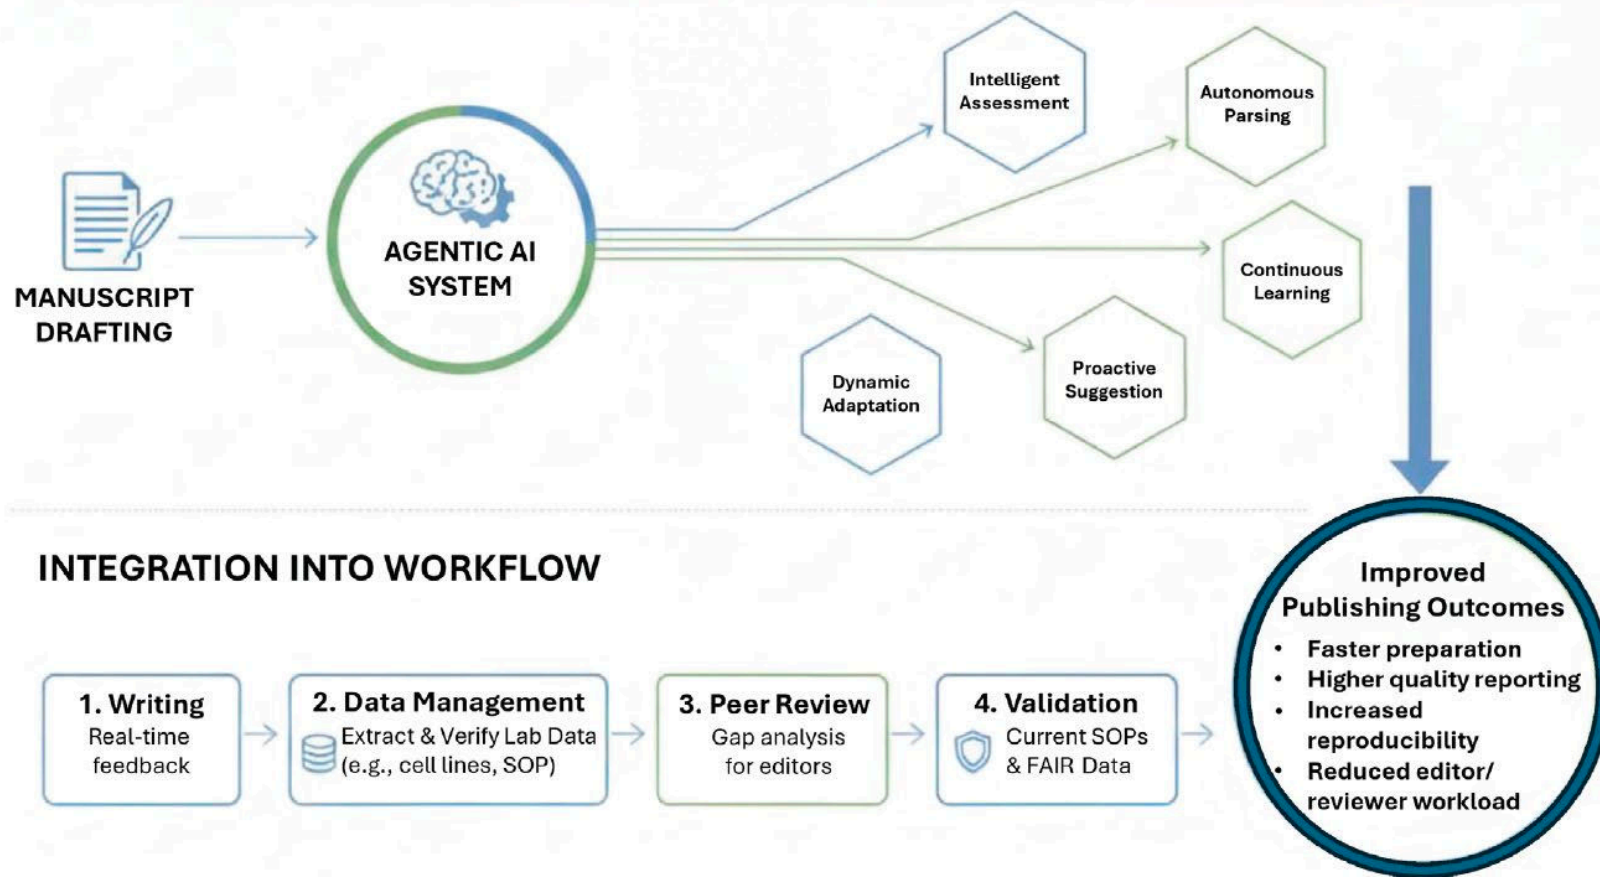 MANUSCRIPT
DRAFTING
AGENTIC AI
SYSTEM
Intelligent
Assessment
Autonomous
Parsing
Continuous
Learning
Proactive
Suggestion
Dynamic
Adaptation
INTEGRATION INTO WORKFLOW
1. Writing
Real-time
feedback
2. Data Management
Extract & Verify Lab Data
(e.g., cell lines, SOP)
3. Peer Review
Gap analysis
for editors
4. Validation
Current SOPs
& FAIR Data
Improved
Publishing Outcomes
• Faster preparation
• Higher quality reporting
• Increased
reproducibility
• Reduced editor/
reviewer workload